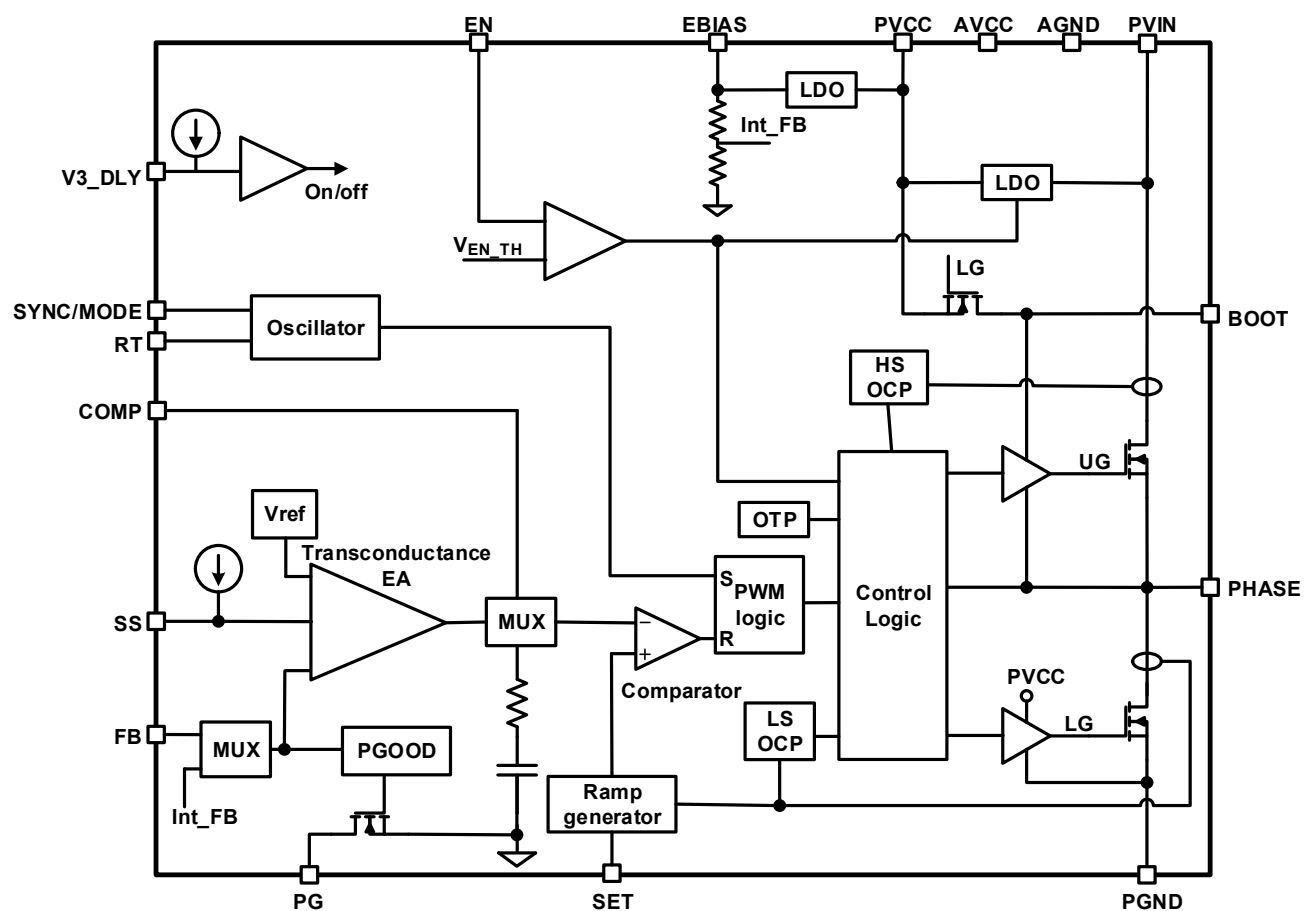 EN
EBIAS
PVCC
AVCC
AGND
PVIN
LDO
Int_FB
V3_DLY
On/off
LDO
VEN_TH
LG
SYNC/MODE
Oscillator
BOOT
RT
HS
OCP
COMP
UG
Vref
OTP
Transconductance
EA
S
PWM
logic
R
Control
Logic
PHASE
SS
MUX
−
+
Comparator
PVCC
LS
OCP
LG
FB
MUX
PGOOD
Int_FB
Ramp
generator
PG
SET
PGND